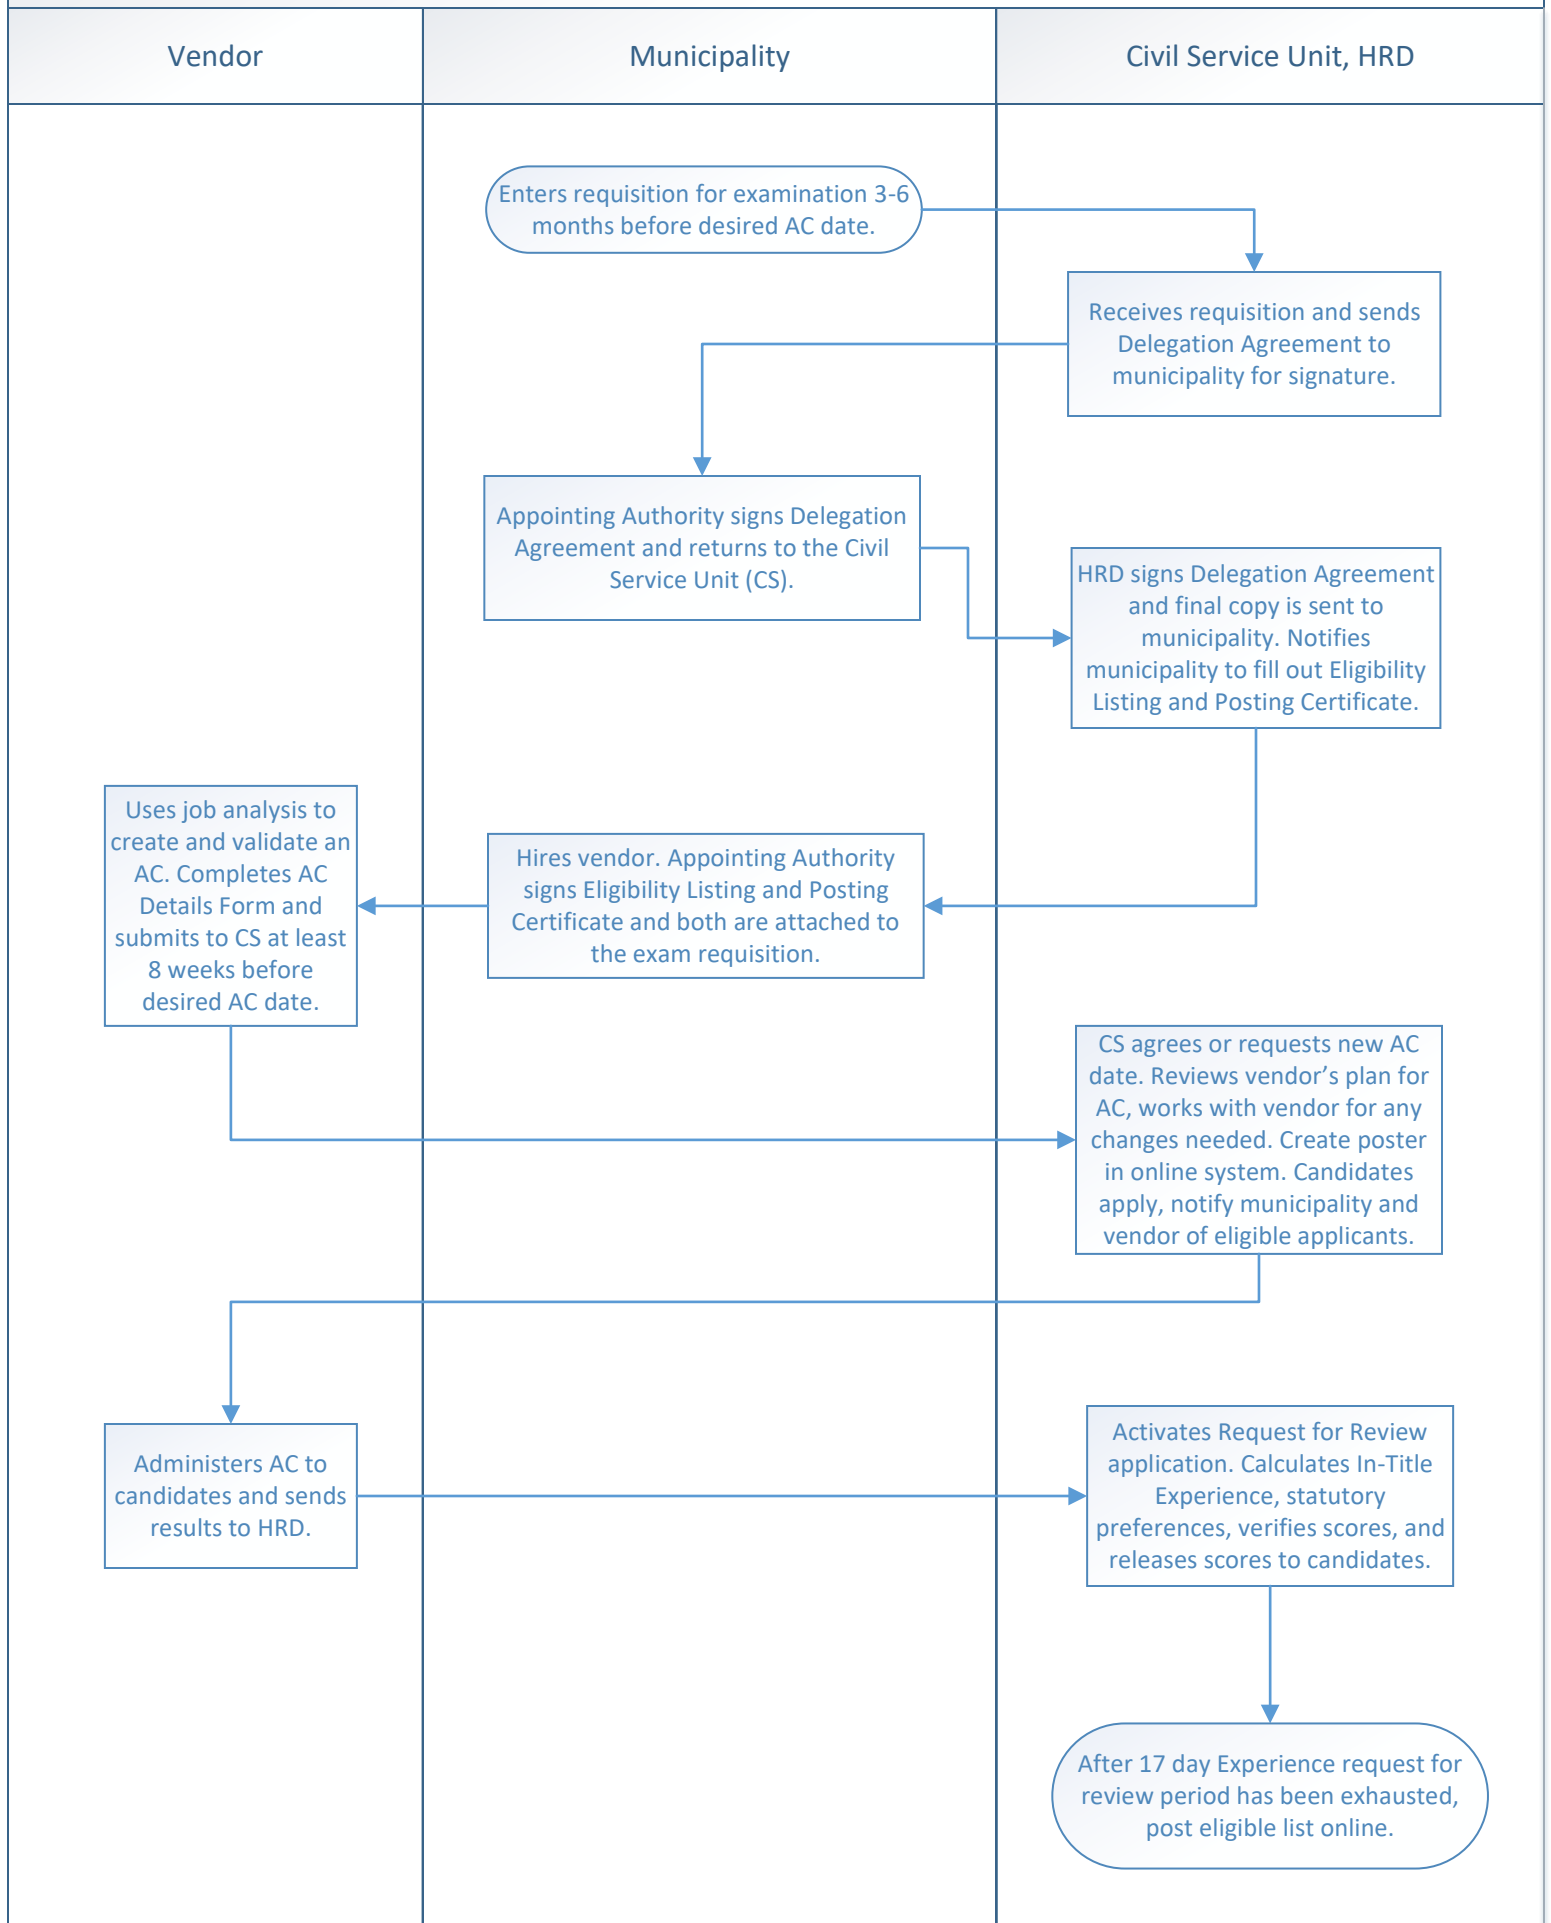 Vendor
Municipality
Civil Service Unit, HRD
Enters requisition for examination 3-6
months before desired AC date.
Receives requisition and sends
Delegation Agreement to
municipality for signature.
Appointing Authority signs Delegation
Agreement and returns to the Civil
Service Unit (CS).
HRD signs Delegation Agreement
and final copy is sent to
municipality. Notifies
municipality to fill out Eligibility
Listing and Posting Certificate.
Hires vendor. Appointing Authority
signs Eligibility Listing and Posting
Certificate and both are attached to
the exam requisition.
Uses job analysis to
create and validate an
AC. Completes AC
Details Form and
submits to CS at least
8 weeks before
desired AC date.
CS agrees or requests new AC
date. Reviews vendor’s plan for
AC, works with vendor for any
changes needed. Create poster
in online system. Candidates
apply, notify municipality and
vendor of eligible applicants.
Administers AC to
candidates and sends
results to HRD.
Activates Request for Review
application. Calculates In-Title
Experience, statutory
preferences, verifies scores, and
releases scores to candidates.
After 17 day Experience request for
review period has been exhausted,
post eligible list online.